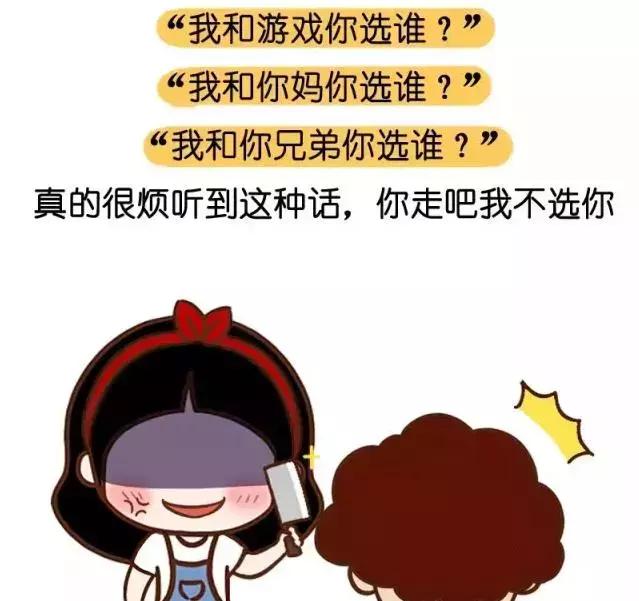 “我和游戏你选谁？”
“我和你妈你选谁？”
“我和你兄弟你选谁？”
真的很烦听到这种话，你走吧我不选你